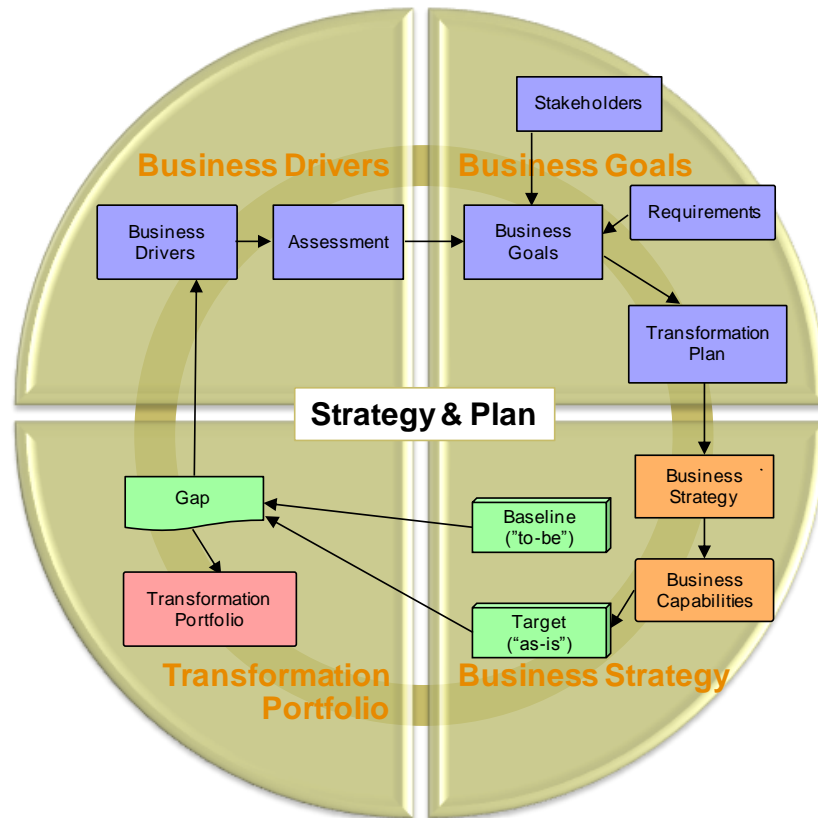 Stakeholders
Business Drivers
Business Goals
Business
Drivers
Assessment
Business
Goals
Requirements
Transformation
Plan
Strategy & Plan
Gap
Baseline
("to-be")
Business
Strategy
Transformation
Portfolio
Target
("as-is")
Business
Capabilities
Transformation
Portfolio
Business Strategy